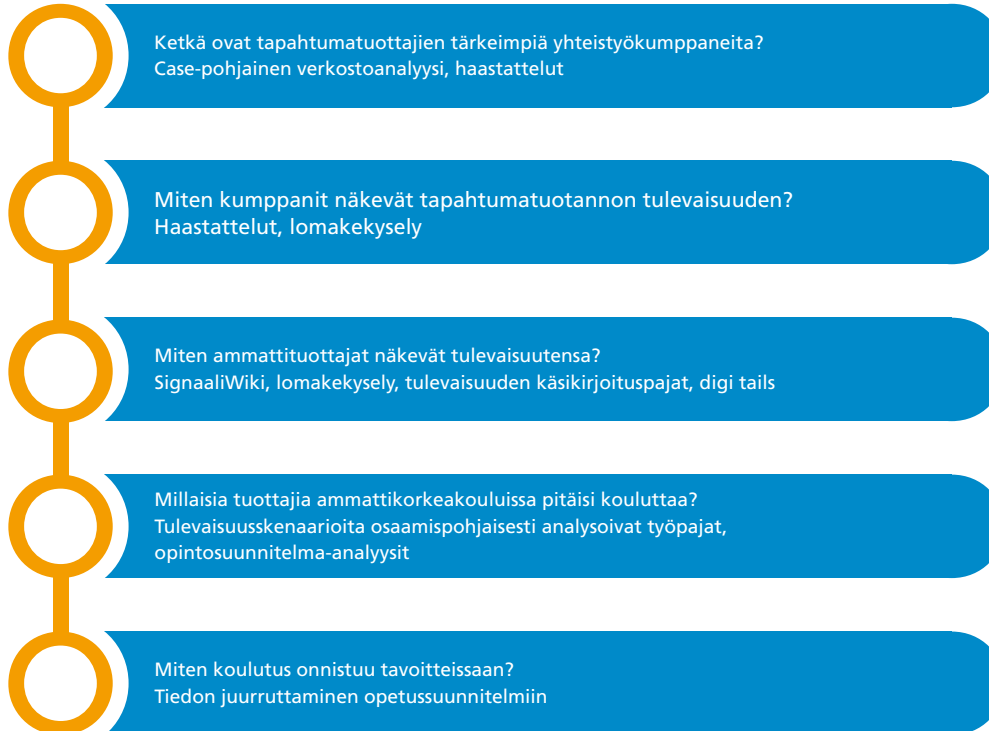 Ketkä ovat tapahtumatuottajien tärkeimpiä yhteistyökumppaneita?
Case-pohjainen verkostoanalyysi, haastattelut
Miten kumppanit näkevät tapahtumatuotannon tulevaisuuden?
Haastattelut, lomakekysely
Miten ammattituottajat näkevät tulevaisuutensa?
SignaaliWiki, lomakekysely, tulevaisuuden käsikirjoituspajat, digi tails
Millaisia tuottajia ammattikorkeakouluissa pitäisi kouluttaa?
Tulevaisuusskenaarioita osaamispohjaisesti analysoivat työpajat,
opintosuunnitelma-analyysit
Miten koulutus onnistuu tavoitteissaan?
Tiedon juurruttaminen opetussuunnitelmiin